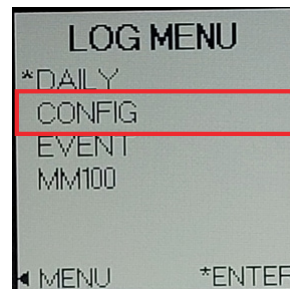 LOG MENU
*DAILY
CONFIG
EVENT
MM100
◄ MENU *ENTER